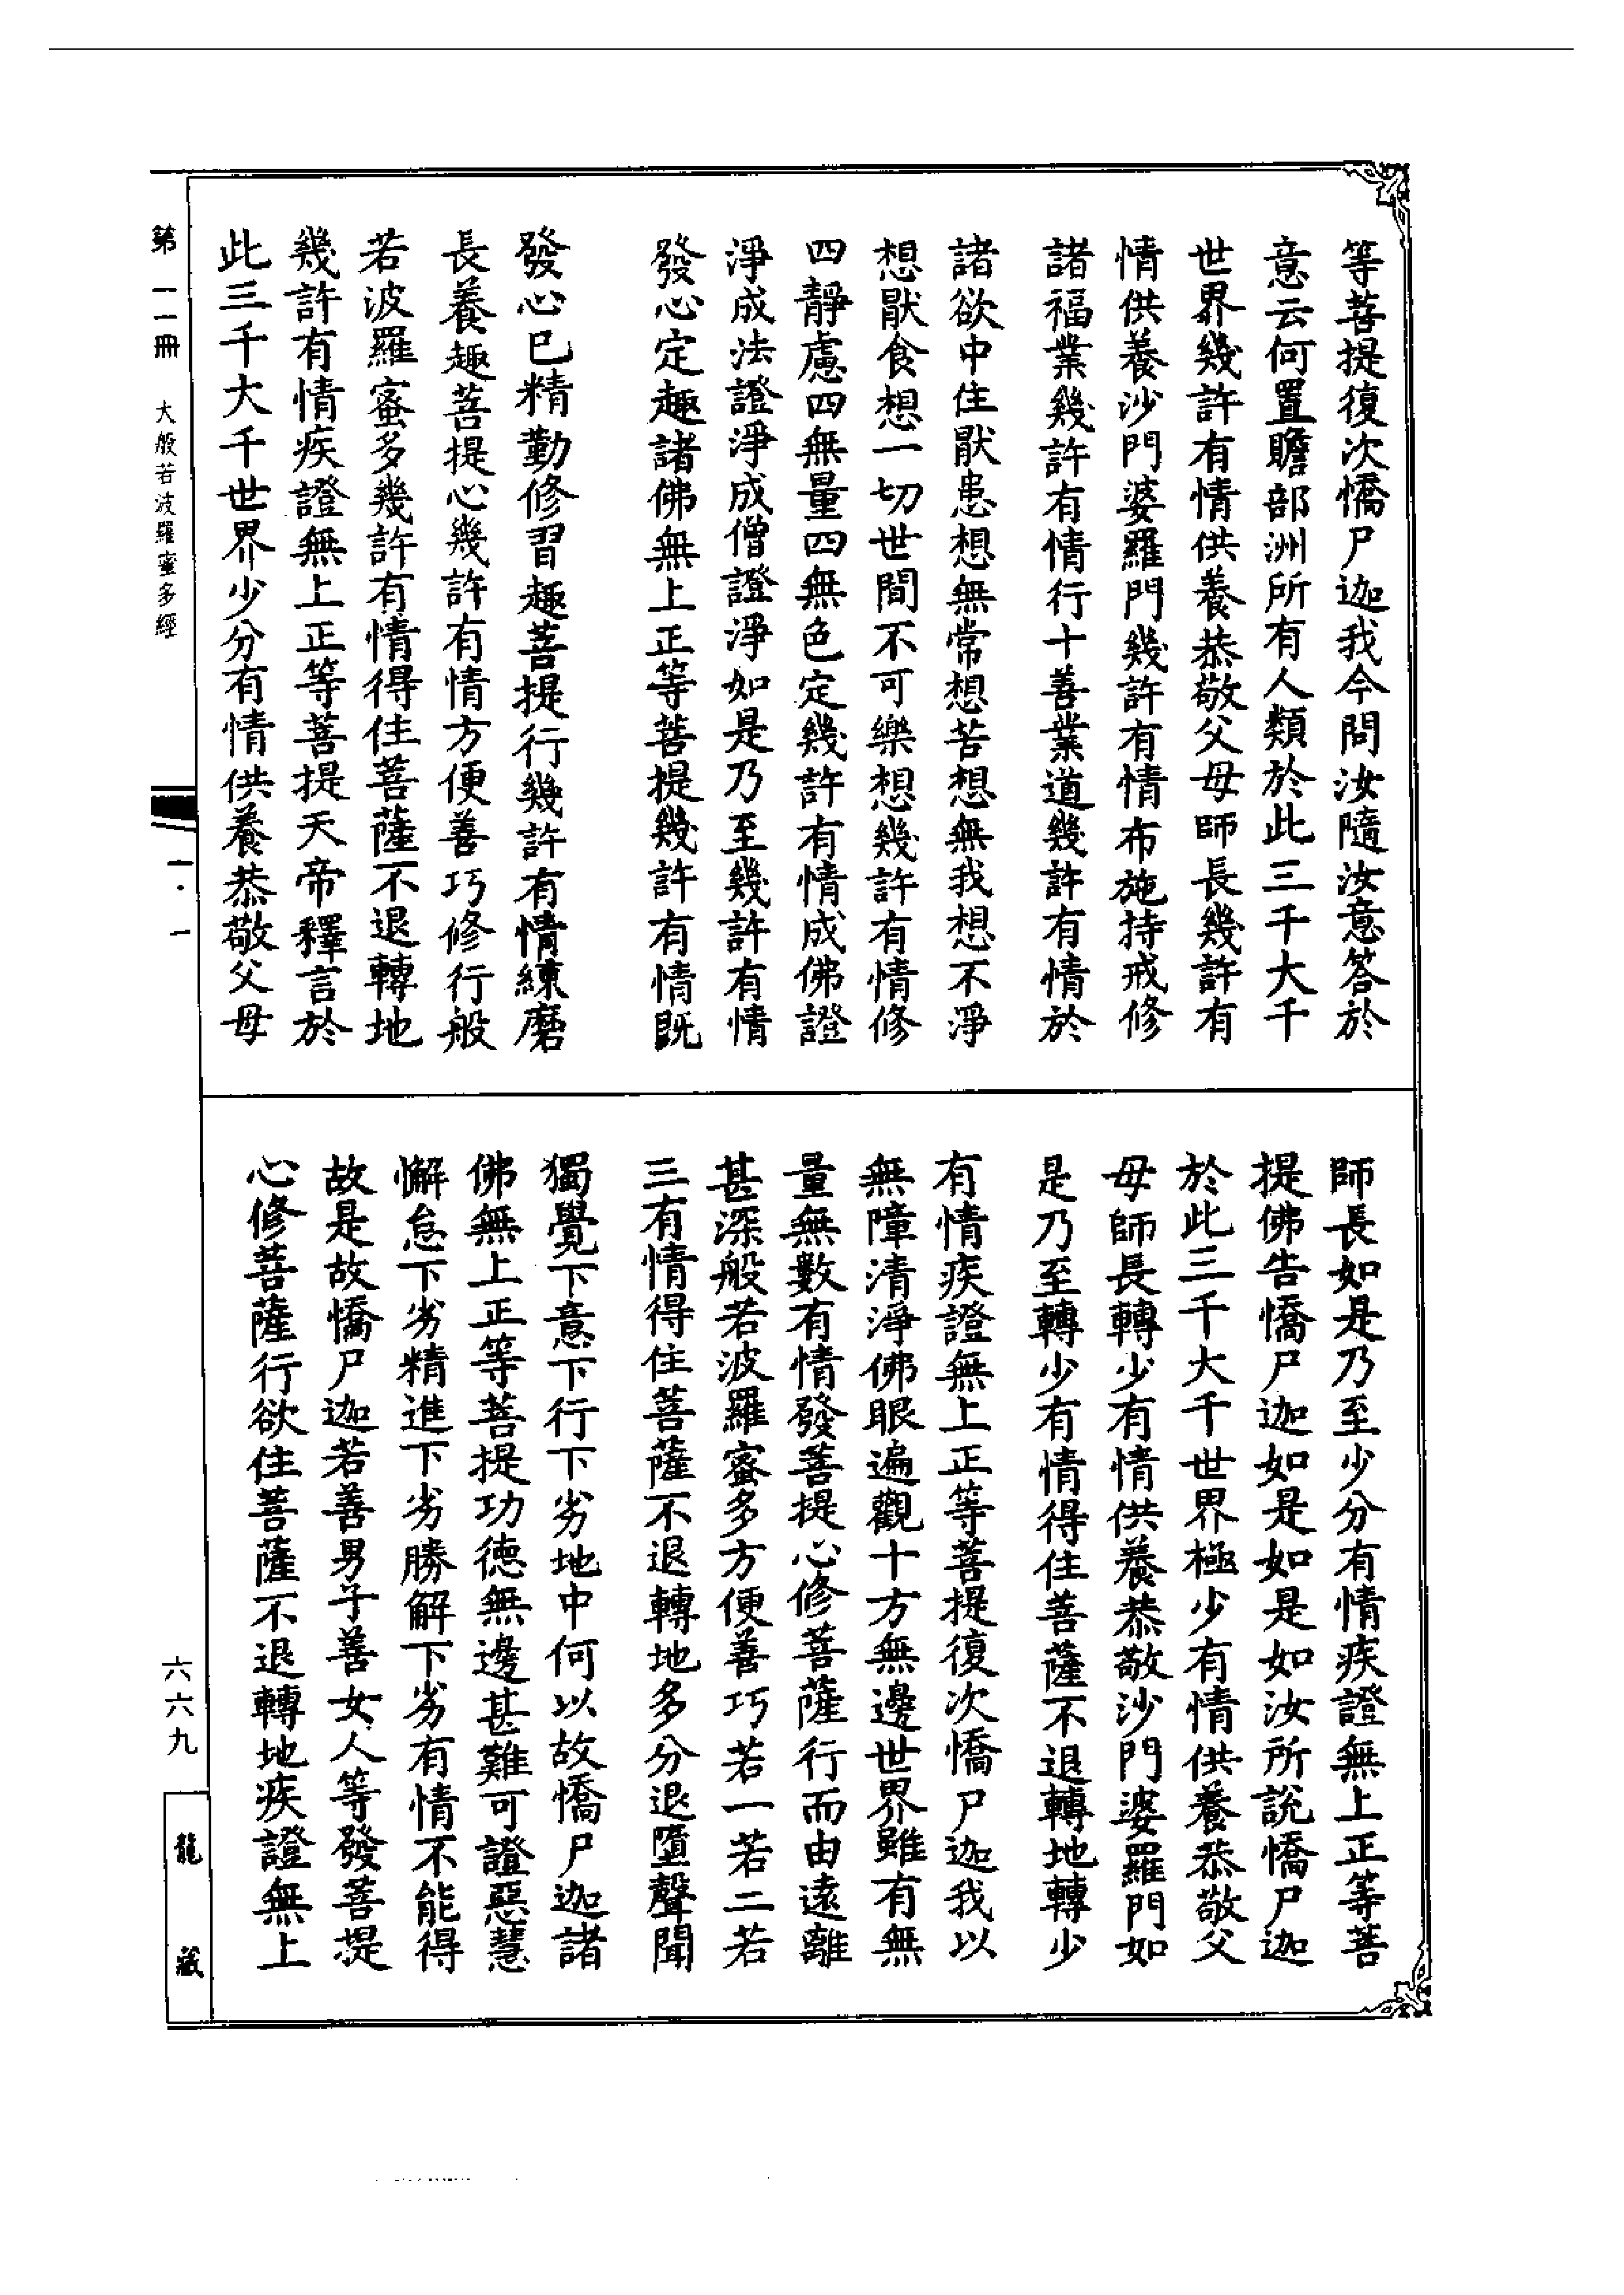 等菩提復次憍尸迦我今問汝隨汝意答於
意云何置贍部洲所有人類於此三千大千
世界幾許有情供養恭敬父母師長幾許有
情供養沙門婆羅門幾許有情布施持戒修
諸福業幾許有情行十善業道幾許有情於
諸欲中住猒患想無常想苦想無我想不淨
想猒食想一切世間不可樂想幾許有情修
四靜慮四無量四無色定幾許有情成佛證
淨成法證淨成僧證淨如是乃至幾許有情
發心定趣諸佛無上正等菩提幾許有情既
發心已精勤修習趣菩提行幾許有情練磨
長養趣菩提心幾許有情方便善巧修行般
若波羅蜜多幾許有情得住菩薩不退轉地
幾許有情疾證無上正等菩提天帝釋言於
此三千大千世界少分有情供養恭敬父母
師長如是乃至少分有情疾證無上正等菩
提佛告憍尸迦如是如是如汝所說憍尸迦
於此三千大千世界極少有情供養恭敬父
母師長轉少有情供養恭敬沙門婆羅門如
是乃至轉少有情得住菩薩不退轉地轉少
有情疾證無上正等菩提復次憍尸迦我以
無障清淨佛眼遍觀十方無邊世界雖有無
量無數有情發菩提心修菩薩行而由遠離
甚深般若波羅蜜多方便善巧若一若二若
三有情得住菩薩不退轉地多分退墮聲聞
獨覺下意下行下劣地中何以故憍尸迦諸
佛無上正等菩提功德無邊甚難可證惡慧
懈怠下劣精進下劣勝解下劣有情不能得
故是故憍尸迦若善男子善女人等發菩提
心修菩薩行欲住菩薩不退轉地疾證無上
第一一冊 大般若波羅蜜多經
一·一
六六九
龍藏